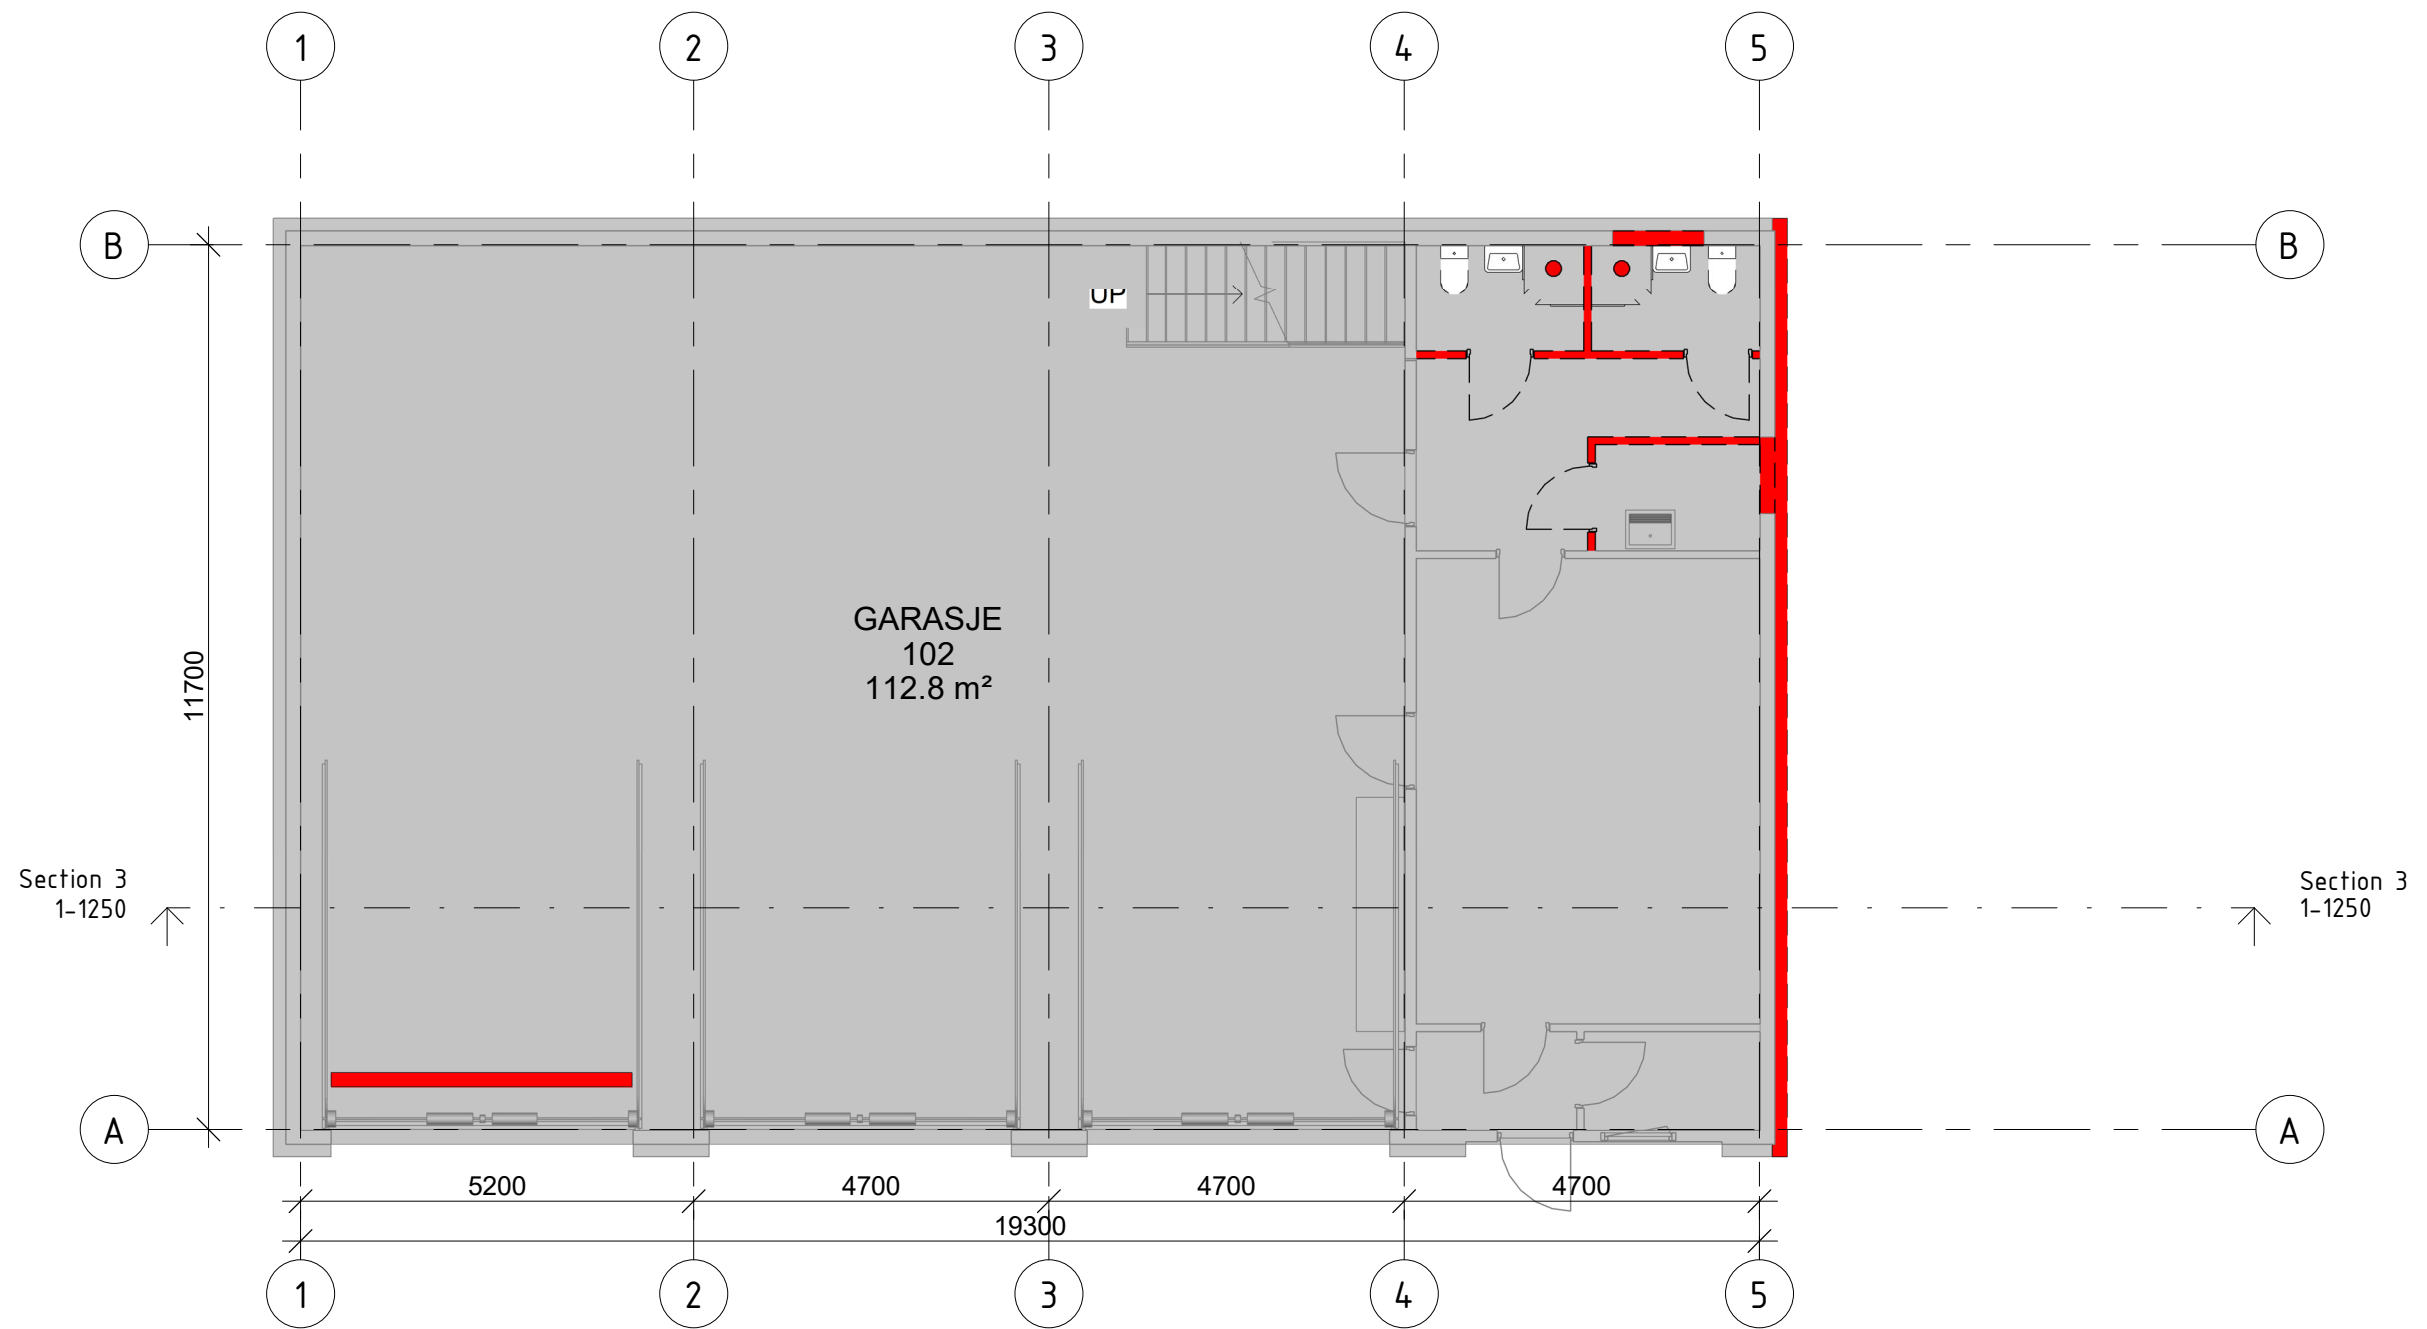 1 2 3 4 5
B B
UP
GARASJE
102
112.8 m²
11700
Section 3
1-1250
Section 3
1-1250
A A
5200 4700 4700 4700
19300
1 2 3 4 5